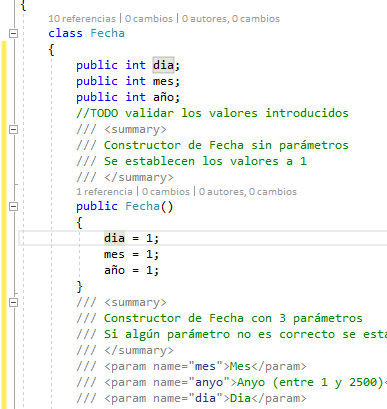 {
10 referencias | 0 cambios | 0 autores, 0 cambios
class Fecha
{
public int dia;
public int mes;
public int año;
//TODO validar los valores introducidos
/// <summary>
/// Constructor de Fecha sin parámetros
/// Se establecen los valores a 1
/// </summary>
1 referencia | 0 cambios | 0 autores, 0 cambios
public Fecha()
{
dia = 1;
mes = 1;
año = 1;
}
/// <summary>
/// Constructor de Fecha con 3 parámetros
/// Si algún parámetro no es correcto se esta
/// </summary>
/// <param name="mes">Mes</param>
/// <param name="anyo">Anyo (entre 1 y 2500)<
/// <param name="dia">Dia</param>